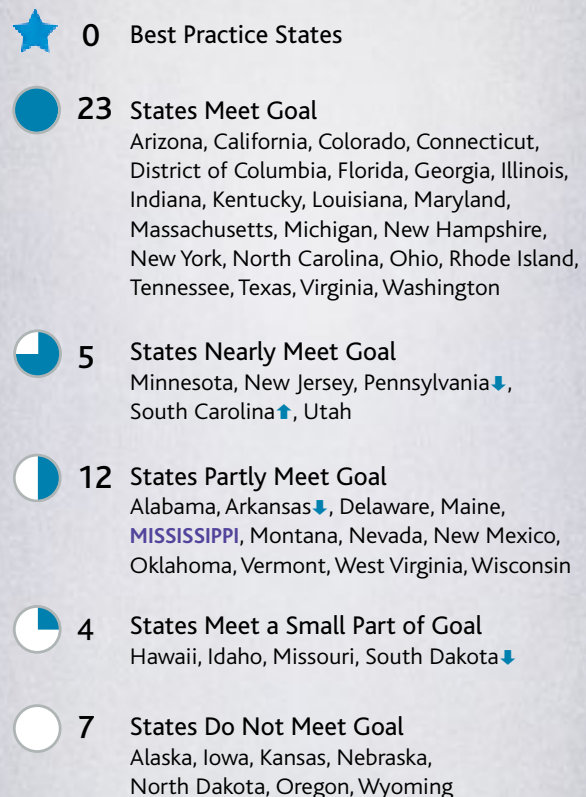 0 Best Practice States
23 States Meet Goal
Arizona, California, Colorado, Connecticut,
District of Columbia, Florida, Georgia, Illinois,
Indiana, Kentucky, Louisiana, Maryland,
Massachusetts, Michigan, New Hampshire,
New York, North Carolina, Ohio, Rhode Island,
Tennessee, Texas, Virginia, Washington
5 States Nearly Meet Goal
Minnesota, New Jersey, Pennsylvania⬇,
South Carolina⬆, Utah
12 States Partly Meet Goal
Alabama, Arkansas⬇, Delaware, Maine,
MISSISSIPPI, Montana, Nevada, New Mexico,
Oklahoma, Vermont, West Virginia, Wisconsin
4 States Meet a Small Part of Goal
Hawaii, Idaho, Missouri, South Dakota⬇
7 States Do Not Meet Goal
Alaska, Iowa, Kansas, Nebraska,
North Dakota, Oregon, Wyoming